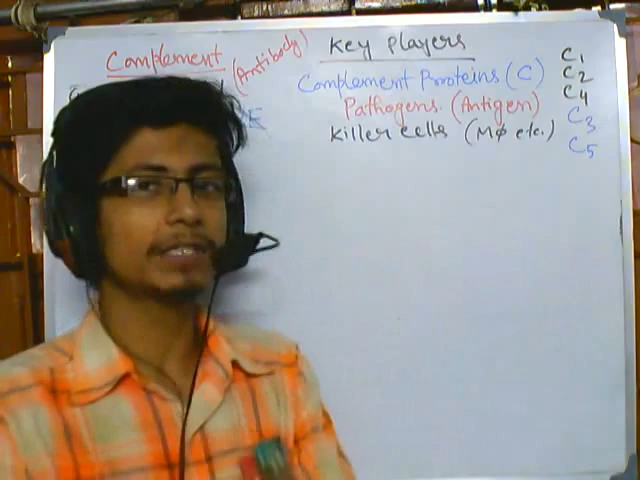 Complement
(Antibody)
Key players
Complement Proteins (C)
Pathogens (Antigen)
Killer cells (Mφ etc.)
C1
C2
C4
C3
C5